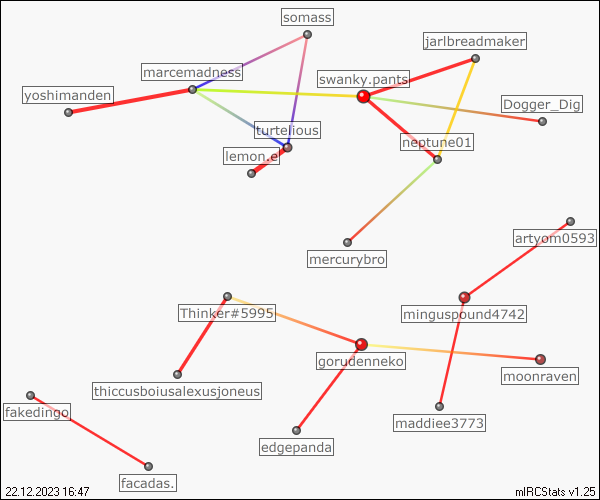 somass
jarlbreadmaker
marcemadness
swanky.pants
yoshimanden
Dogger_Dig
turtelious
neptune01
lemon.e
artyom0593
mercurybro
Thinker#5995
minguspound4742
gorudenneko
moonraven
thiccusboiusalexusjoneus
fakedingo
maddiee3773
edgepanda
facadas.
22.12.2023 16:47
mIRCStats v1.25